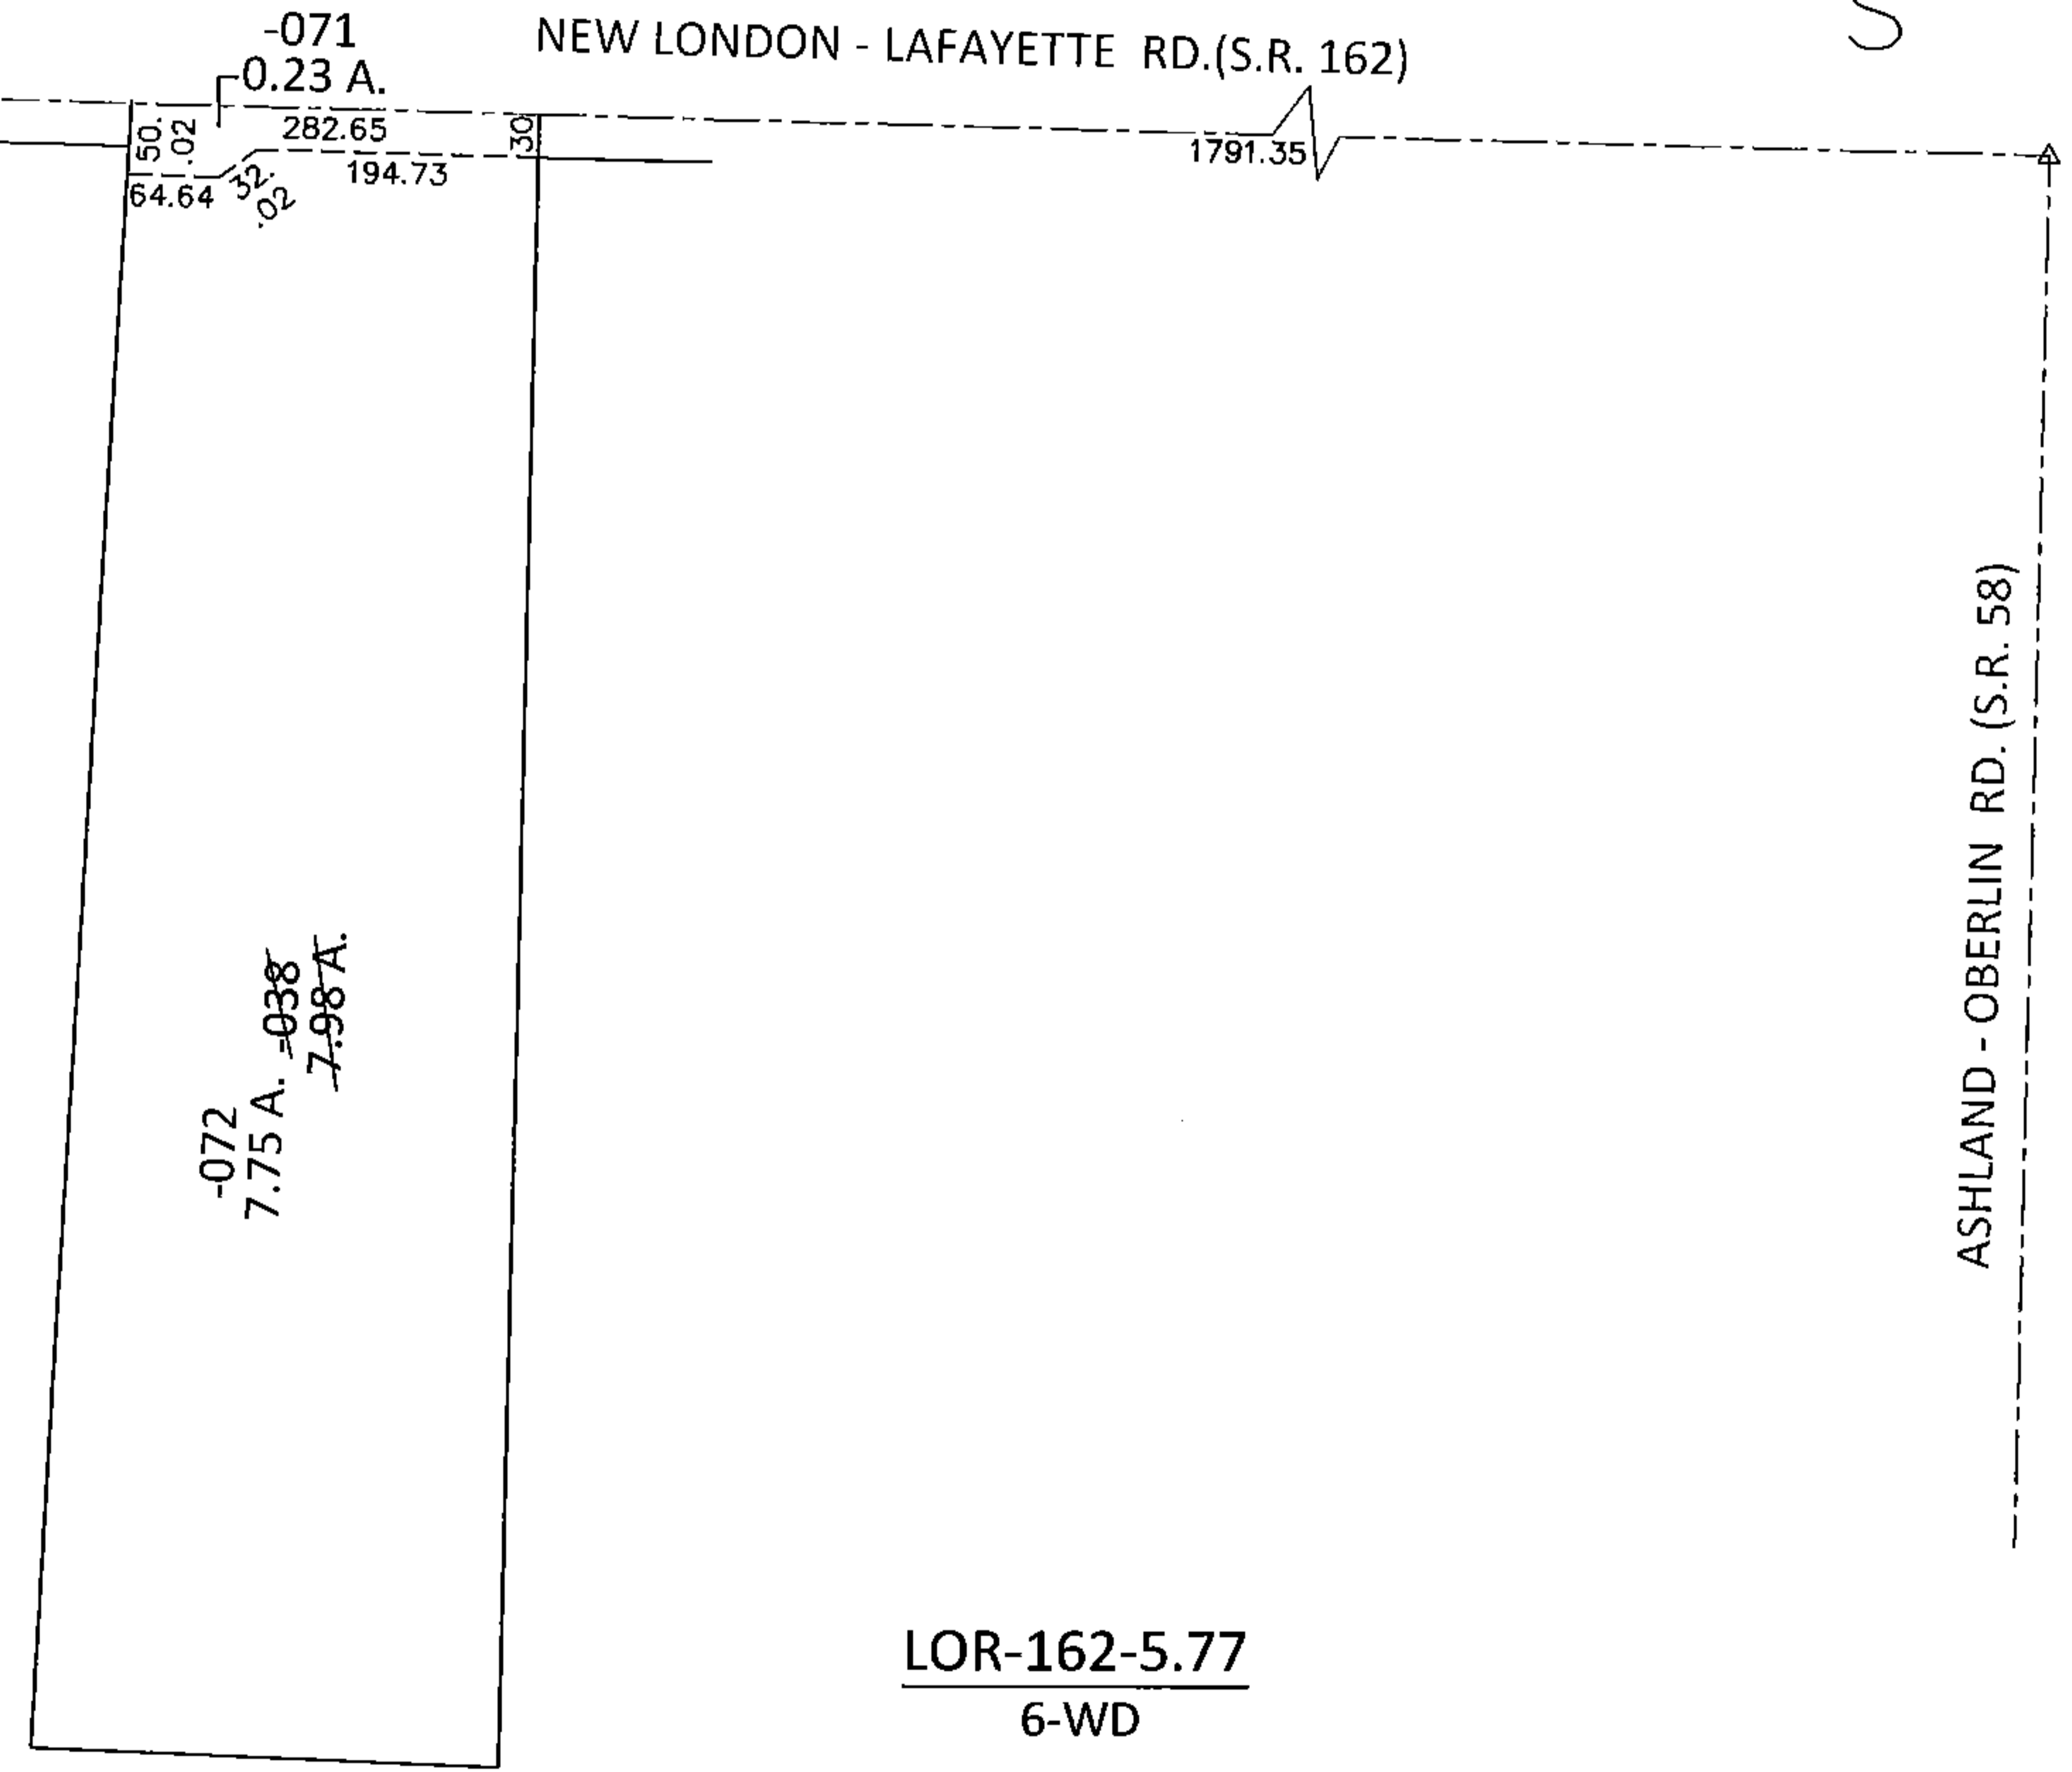 S
-071
0.23 A.
NEW LONDON - LAFAYETTE RD.(S.R. 162)
50.
.02
282.65
30
1791.35
64.64
32.
.02
194.73
ASHLAND - OBERLIN RD. (S.R. 58)
-038
7.98 A.
-072
7.75 A.
LOR-162-5.77
6-WD